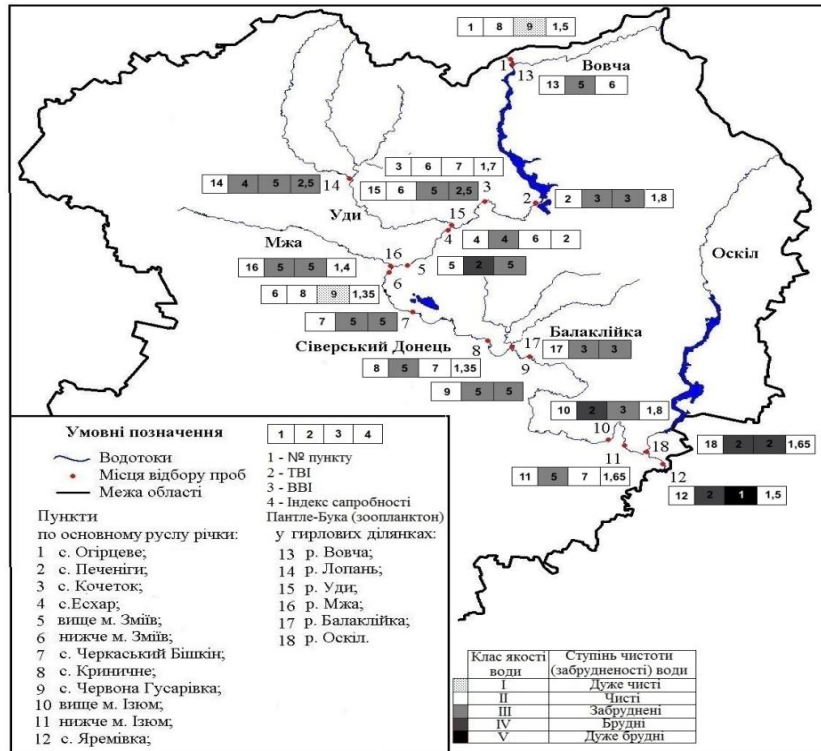 1 8 9 1,5
1
13
Вовча
13 5 6
3 6 7 1,7
14 4 5 2,5
14
15 6 5 2,5
3
2
2 3 3 1,8
Уди
15
4
4 4 6 2
Мжа
16
16 5 5 1,4
5
5 2 5
Оскіл
6
6 8 9 1,35
7
7 5 5
Сіверський Донець
8
17
Балаклійка
17 3 3
8 5 7 1,35
9
9 5 5
10 2 3 1,8
10
18
18 2 2 1,65
11
11 5 7 1,65
12
12 2 1 1,5
Умовні позначення
1 2 3 4
Водотоки
Місця відбору проб
Межа області
1 - № пункту
2 - ТВІ
3 - ВВІ
4 - Індекс сапробності
Пантле-Бука (зоопланктон)
Пункти
по основному руслу річки:
1 с. Огірцеве;
2 с. Печеніги;
3 с. Кочеток;
4 с.Есхар;
5 вище м. Зміїв;
6 нижче м. Зміїв;
7 с. Черкаський Бішкін;
8 с. Криничне;
9 с. Червона Гусарівка;
10 вище м. Ізюм;
11 нижче м. Ізюм;
12 с. Яремівка;
у гирлових ділянках:
13 р. Вовча;
14 р. Лопань;
15 р. Уди;
16 р. Мжа;
17 р. Балаклійка;
18 р. Оскіл.
Клас якості води
Ступінь чистоти (забрудненості) води
I Дуже чисті
II Чисті
III Забруднені
IV Брудні
V Дуже брудні